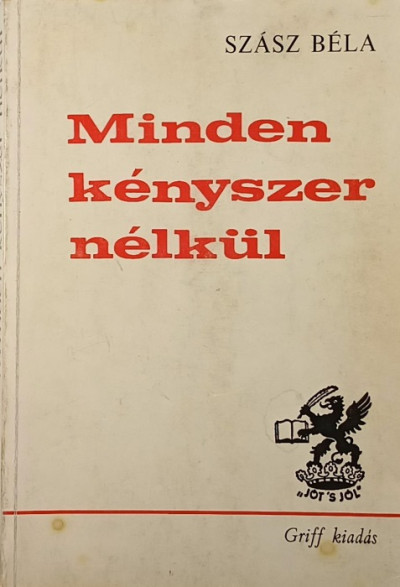 SZÁSZ BÉLA
Minden
kényszer
nélkül
„JÓT 'S JÓL"
Griff kiadás